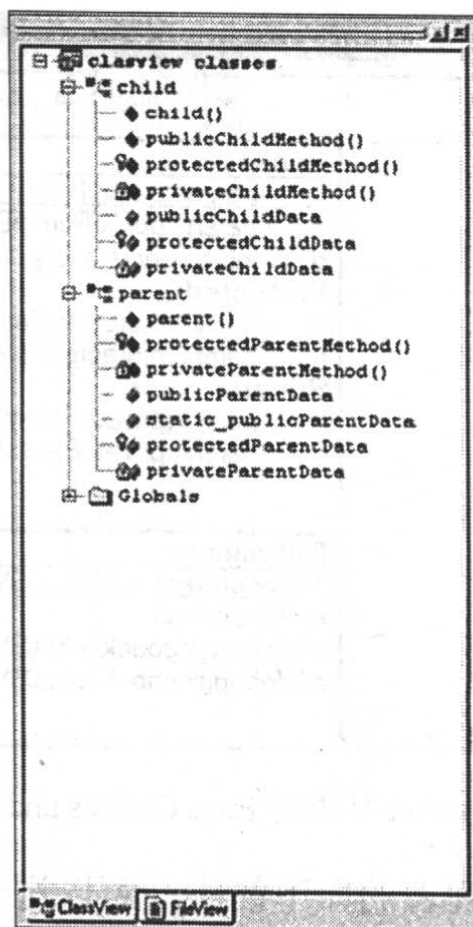 clasview classes
child
child()
publicChildMethod()
protectedChildMethod()
privateChildMethod()
publicChildData
protectedChildData
privateChildData
parent
parent()
protectedParentMethod()
privateParentMethod()
publicParentData
static_publicParentData
protectedParentData
privateParentData
Globals
ClassView FileView